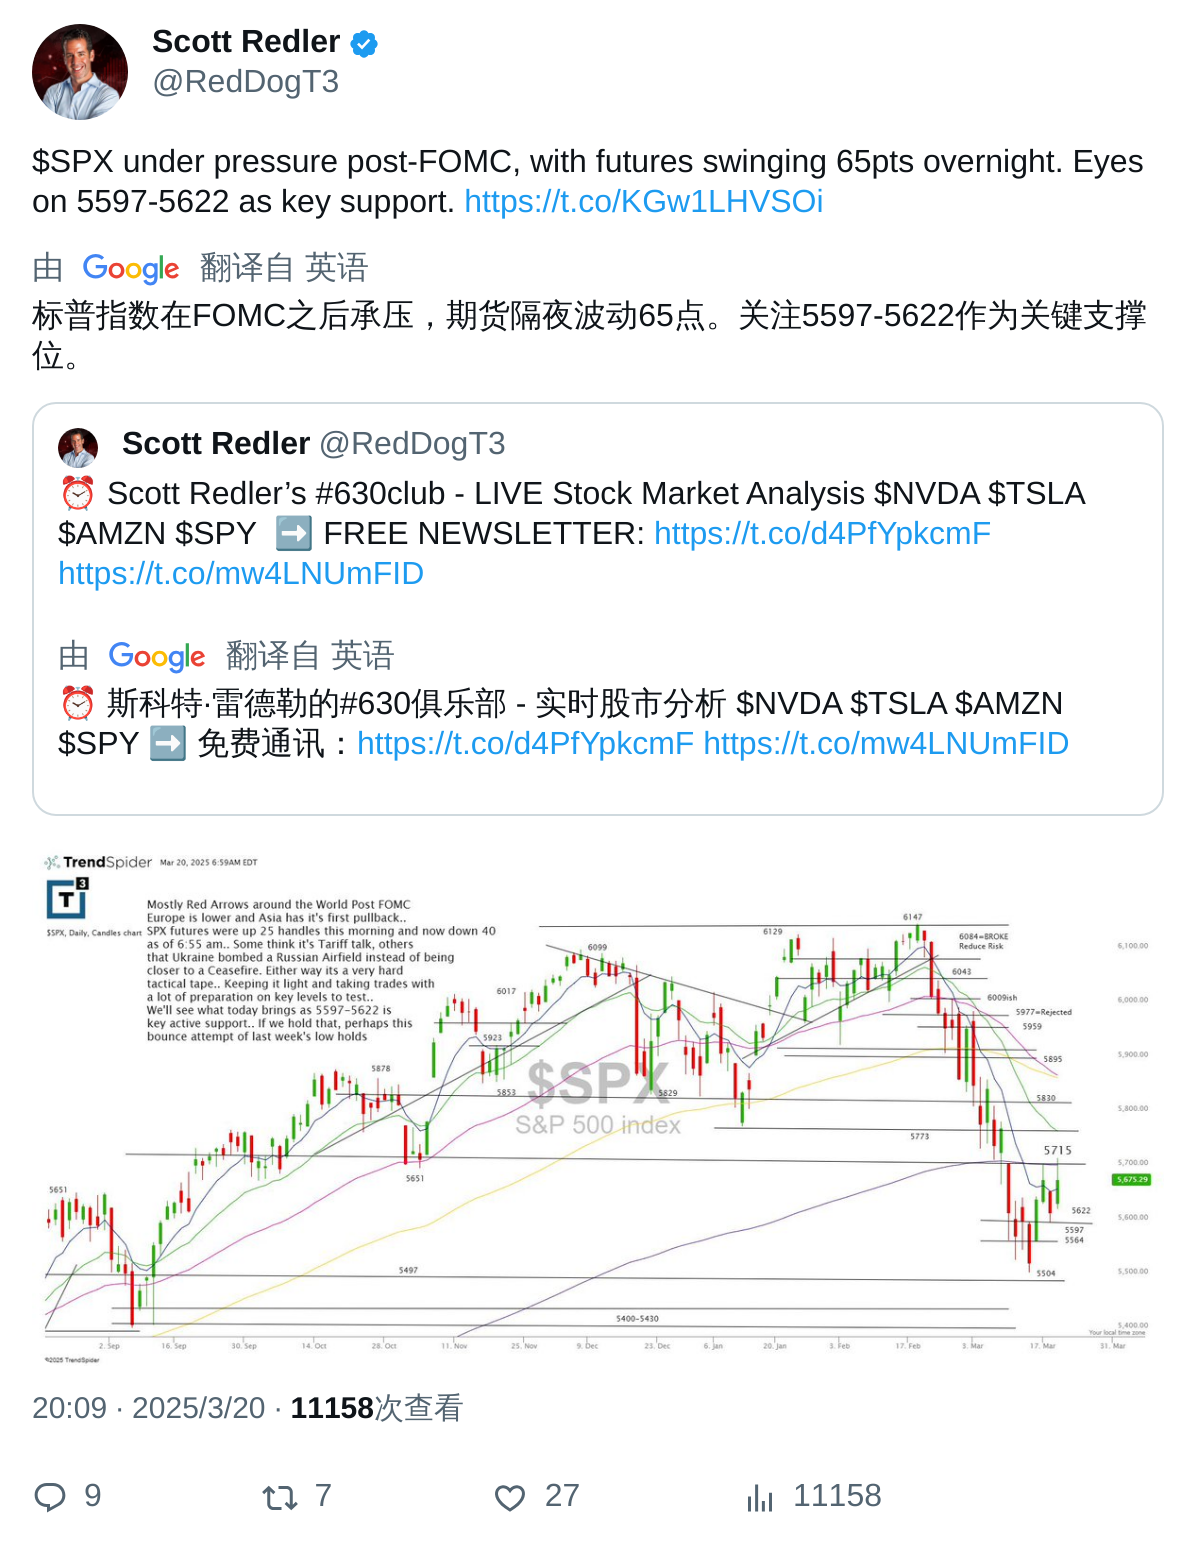 Scott Redler
@RedDogT3
$SPX under pressure post-FOMC, with futures swinging 65pts overnight. Eyes
on 5597-5622 as key support. https://t.co/KGw1LHVSOi
由 Google 翻译自 英语
标普指数在FOMC之后承压，期货隔夜波动65点。关注5597-5622作为关键支撑
位。
Scott Redler @RedDogT3
⏰ Scott Redler’s #630club - LIVE Stock Market Analysis $NVDA $TSLA
$AMZN $SPY ➡️ FREE NEWSLETTER: https://t.co/d4PfYpkcmF
https://t.co/mw4LNUmFID
由 Google 翻译自 英语
⏰ 斯科特·雷德勒的#630俱乐部 - 实时股市分析 $NVDA $TSLA $AMZN
$SPY ➡️ 免费通讯：https://t.co/d4PfYpkcmF https://t.co/mw4LNUmFID
TrendSpider Mar 20, 2025 6:59AM EDT
T3
$SPX, Daily, Candles chart
Mostly Red Arrows around the World Post FOMC
Europe is lower and Asia has it's first pullback..
SPX futures were up 25 handles this morning and now down 40
as of 6:55 am.. Some think it's Tariff talk, others
that Ukraine bombed a Russian Airfield instead of being
closer to a Ceasefire. Either way its a very hard
tactical tape.. Keeping it light and taking trades with
a lot of preparation on key levels to test..
We'll see what today brings as 5597-5622 is
key active support.. If we hold that, perhaps this
bounce attempt of last week's low holds
$SPX
S&P 500 index
5651
5497
5878
5651
6017
5923
5853
6099
5829
6129
6147
6084=BROKE
Reduce Risk
6043
6009ish
5977=Rejected
5959
5895
5830
5773
5715
5622
5597
5564
5504
5400-5430
6,100.00
6,000.00
5,900.00
5,800.00
5,700.00
5,675.29
5,600.00
5,500.00
5,400.00
Your local time zone
2. Sep 16. Sep 30. Sep 14. Oct 28. Oct 11. Nov 25. Nov 9. Dec 23. Dec 6. Jan 20. Jan 3. Feb 17. Feb 3. Mar 17. Mar 31. Mar
©2025 TrendSpider
20:09 · 2025/3/20 · 11158次查看
9 7 27 11158